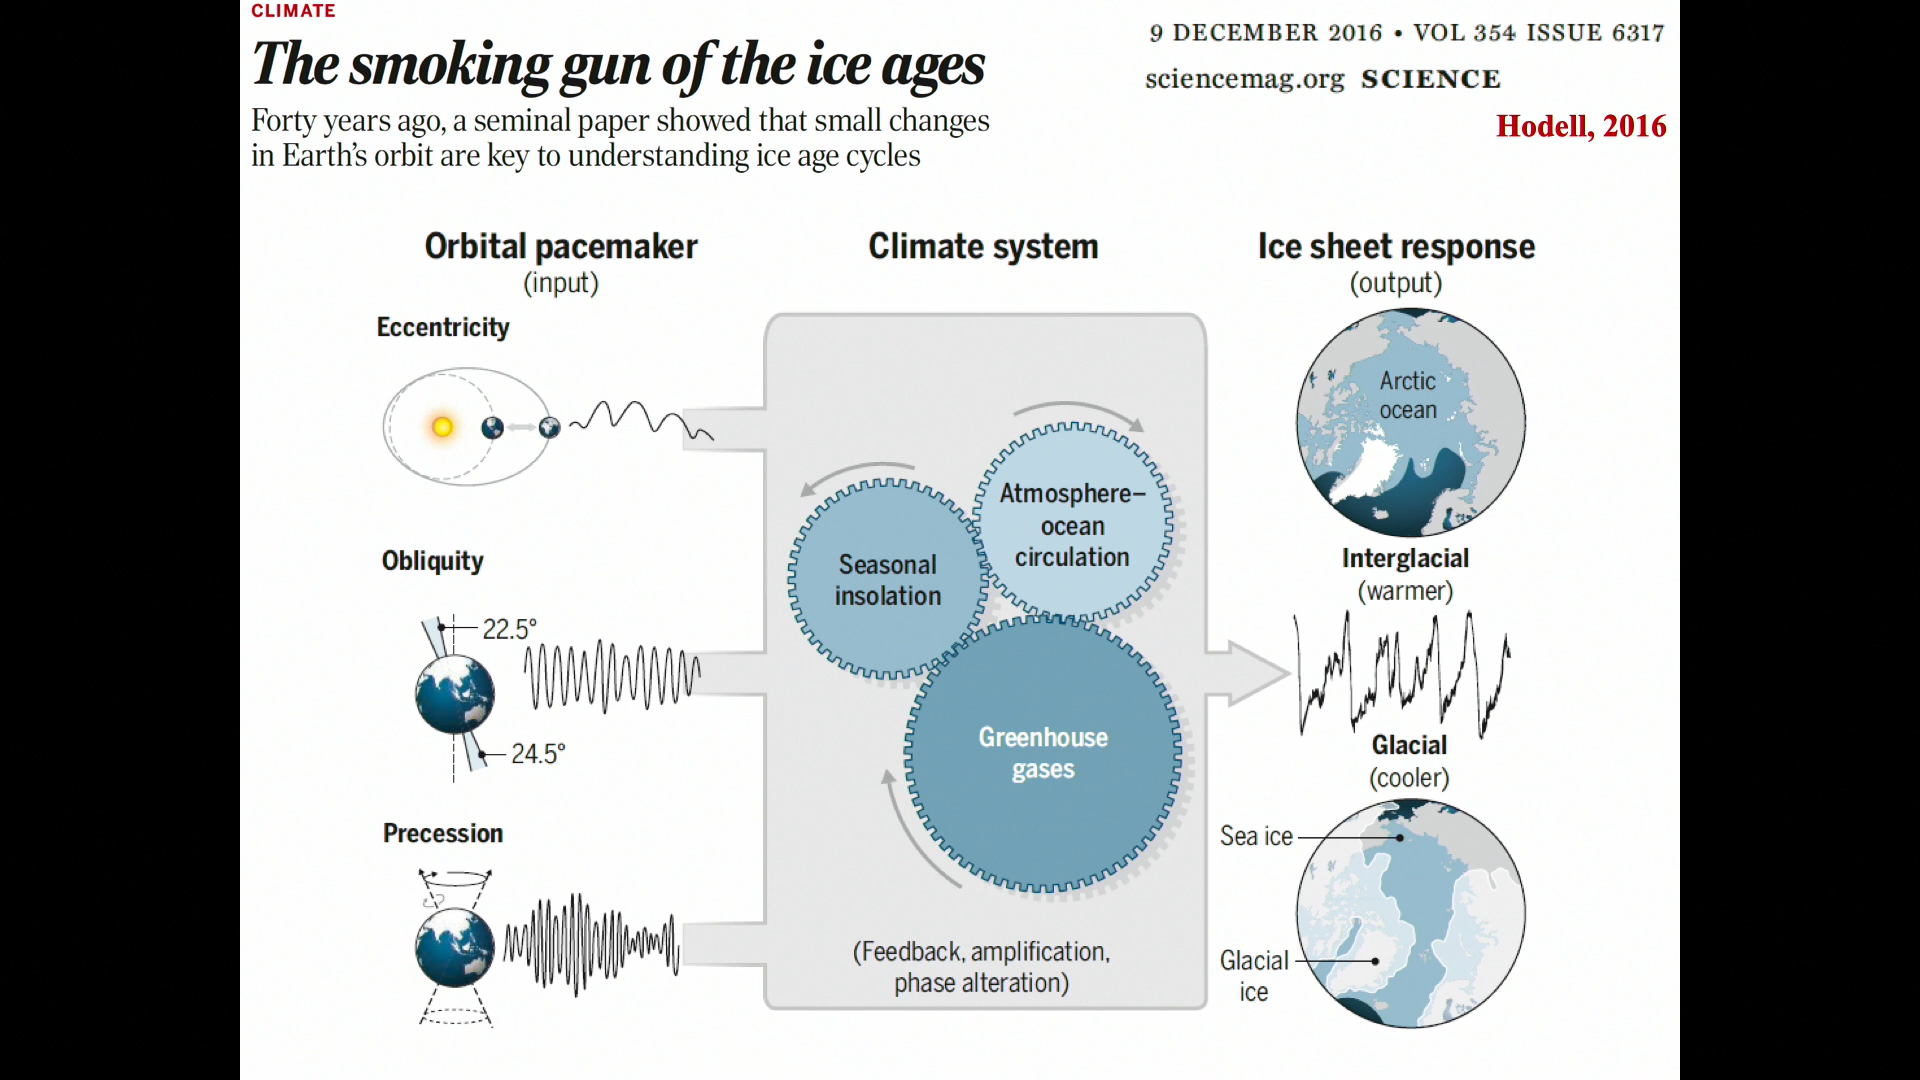 CLIMATE
The smoking gun of the ice ages
Forty years ago, a seminal paper showed that small changes
in Earth's orbit are key to understanding ice age cycles
9 DECEMBER 2016 • VOL 354 ISSUE 6317
sciencemag.org SCIENCE
Hodell, 2016
Orbital pacemaker
(input)
Eccentricity
Obliquity
22.5°
24.5°
Precession
Climate system
Seasonal
insolation
Atmosphere–
ocean
circulation
Greenhouse
gases
(Feedback, amplification,
phase alteration)
Ice sheet response
(output)
Arctic
ocean
Interglacial
(warmer)
Glacial
(cooler)
Sea ice
Glacial
ice